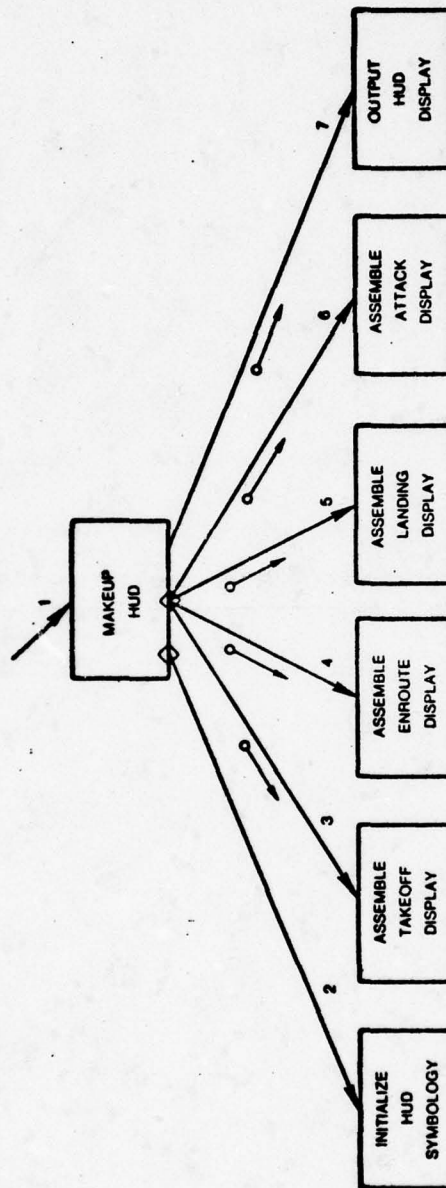 1
MAKEUP
HUD
2
3
4
5
6
7
INITIALIZE
HUD
SYMBOLOGY
ASSEMBLE
TAKEOFF
DISPLAY
ASSEMBLE
ENROUTE
DISPLAY
ASSEMBLE
LANDING
DISPLAY
ASSEMBLE
ATTACK
DISPLAY
OUTPUT
HUD
DISPLAY